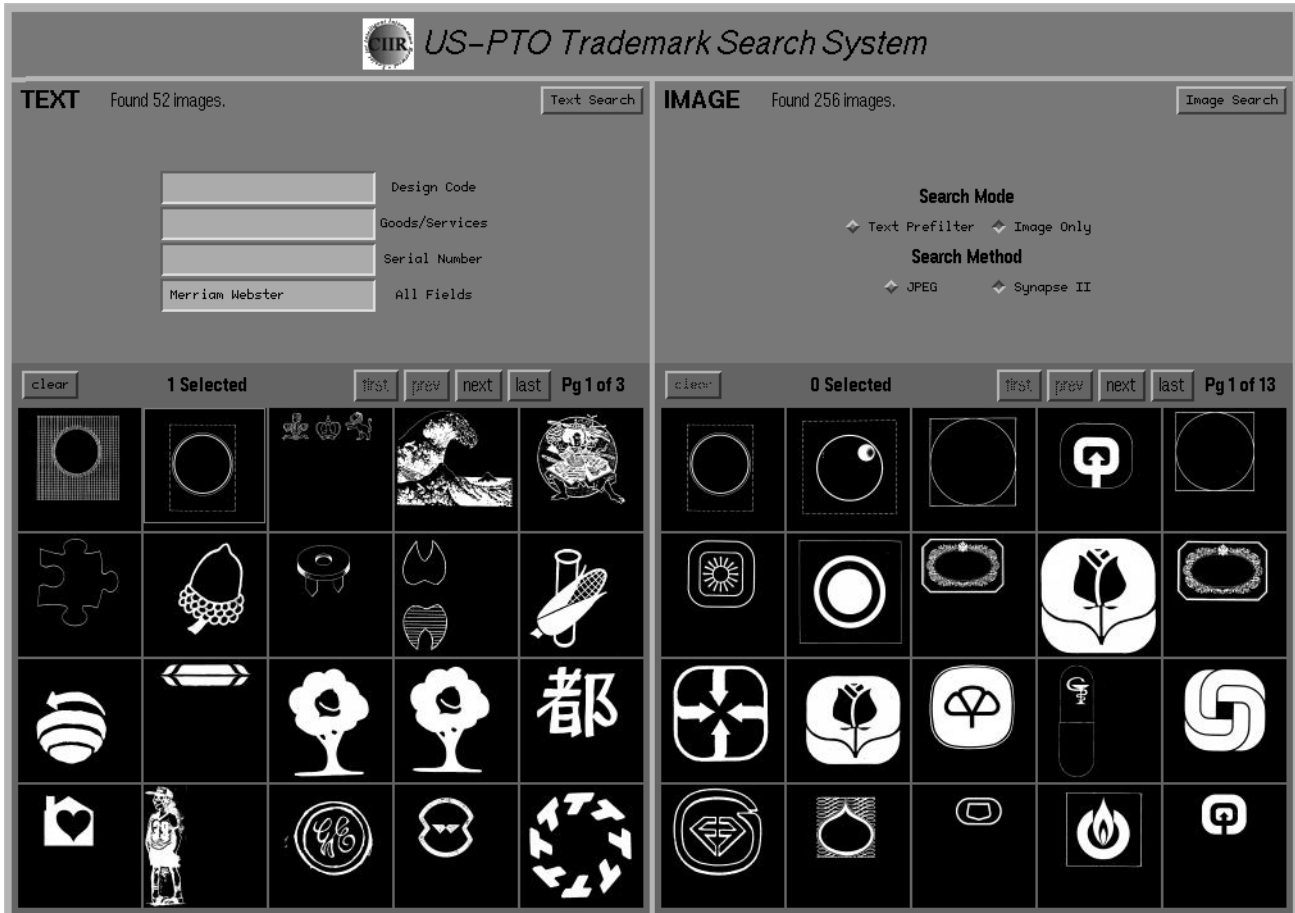 CIIR US-PTO Trademark Search System
TEXT Found 52 images. Text Search
Design Code
Goods/Services
Serial Number
Merriam Webster All Fields
clear 1 Selected first prev next last Pg 1 of 3
都
IMAGE Found 256 images. Image Search
Search Mode
Text Prefilter Image Only
Search Method
JPEG Synapse II
clear 0 Selected first prev next last Pg 1 of 13